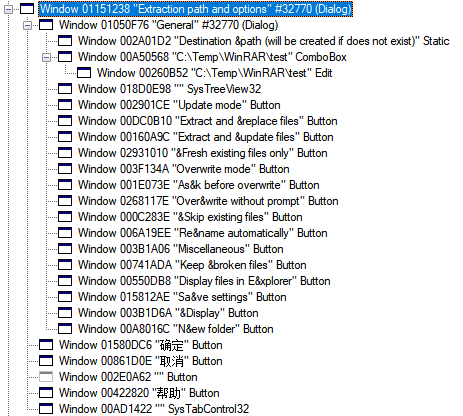 Window 01151238 "Extraction path and options" #32770 (Dialog)
Window 01050F76 "General" #32770 (Dialog)
Window 002A01D2 "Destination &path (will be created if does not exist)" Static
Window 00A50568 "C:\Temp\WinRAR\test" ComboBox
Window 00260B52 "C:\Temp\WinRAR\test" Edit
Window 018D0E98 "" SysTreeView32
Window 002901CE "Update mode" Button
Window 00DC0B10 "Extract and &replace files" Button
Window 00160A9C "Extract and &update files" Button
Window 02931010 "&Fresh existing files only" Button
Window 003F134A "Overwrite mode" Button
Window 001E073E "As&k before overwrite" Button
Window 0268117E "Over&write without prompt" Button
Window 000C283E "&Skip existing files" Button
Window 006A19EE "Re&name automatically" Button
Window 003B1A06 "Miscellaneous" Button
Window 00741ADA "Keep &broken files" Button
Window 00550DB8 "Display files in E&xplorer" Button
Window 015812AE "Sa&ve settings" Button
Window 003B1D6A "&Display" Button
Window 00A8016C "N&ew folder" Button
Window 01580DC6 "确定" Button
Window 00861D0E "取消" Button
Window 002E0A62 "" Button
Window 00422820 "帮助" Button
Window 00AD1422 "" SysTabControl32